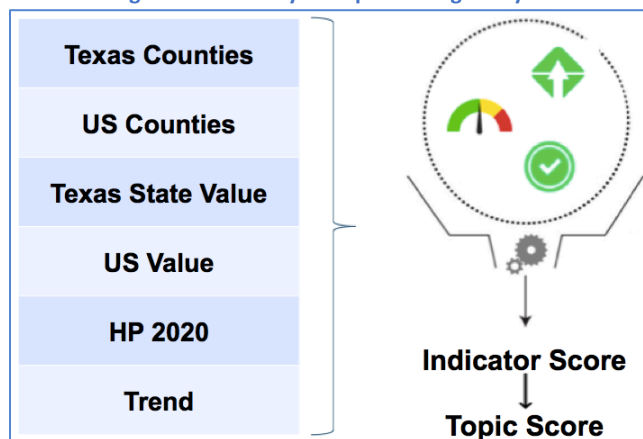 Texas Counties
US Counties
Texas State Value
US Value
HP 2020
Trend
Indicator Score
Topic Score